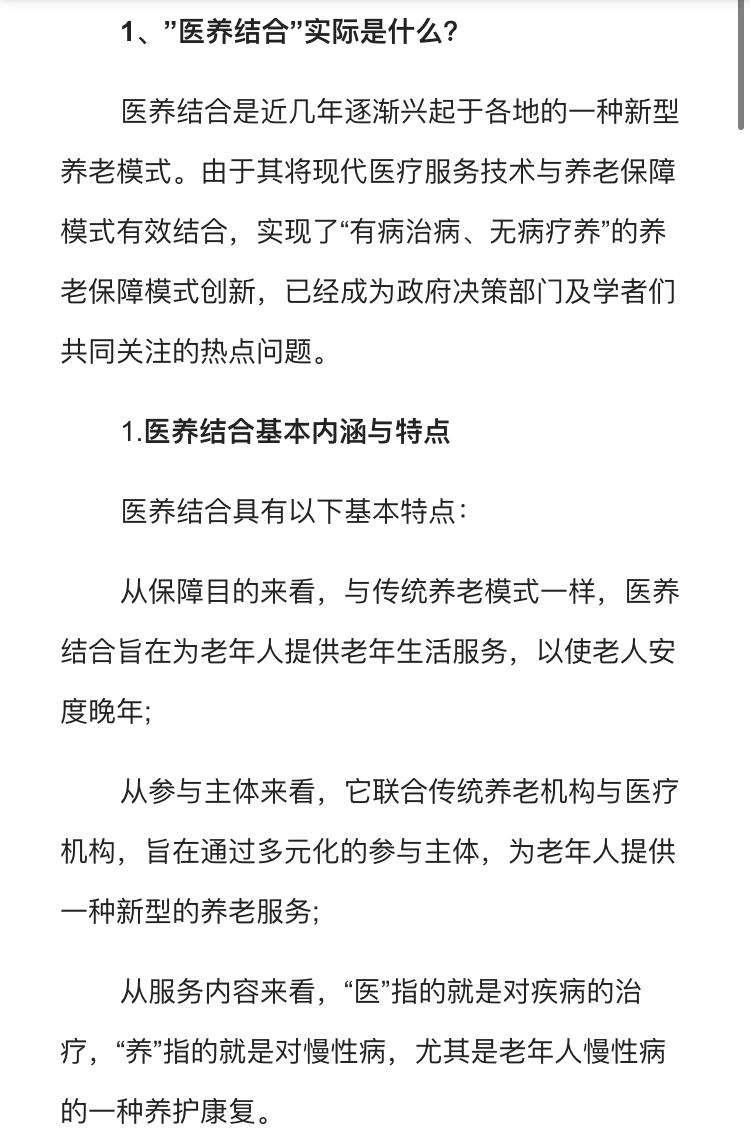 1、”医养结合”实际是什么?
医养结合是近几年逐渐兴起于各地的一种新型
养老模式。由于其将现代医疗服务技术与养老保障
模式有效结合，实现了“有病治病、无病疗养”的养
老保障模式创新，已经成为政府决策部门及学者们
共同关注的热点问题。
1.医养结合基本内涵与特点
医养结合具有以下基本特点：
从保障目的来看，与传统养老模式一样，医养
结合旨在为老年人提供老年生活服务，以使老人安
度晚年;
从参与主体来看，它联合传统养老机构与医疗
机构，旨在通过多元化的参与主体，为老年人提供
一种新型的养老服务;
从服务内容来看，“医”指的就是对疾病的治
疗，“养”指的就是对慢性病，尤其是老年人慢性病
的一种养护康复。